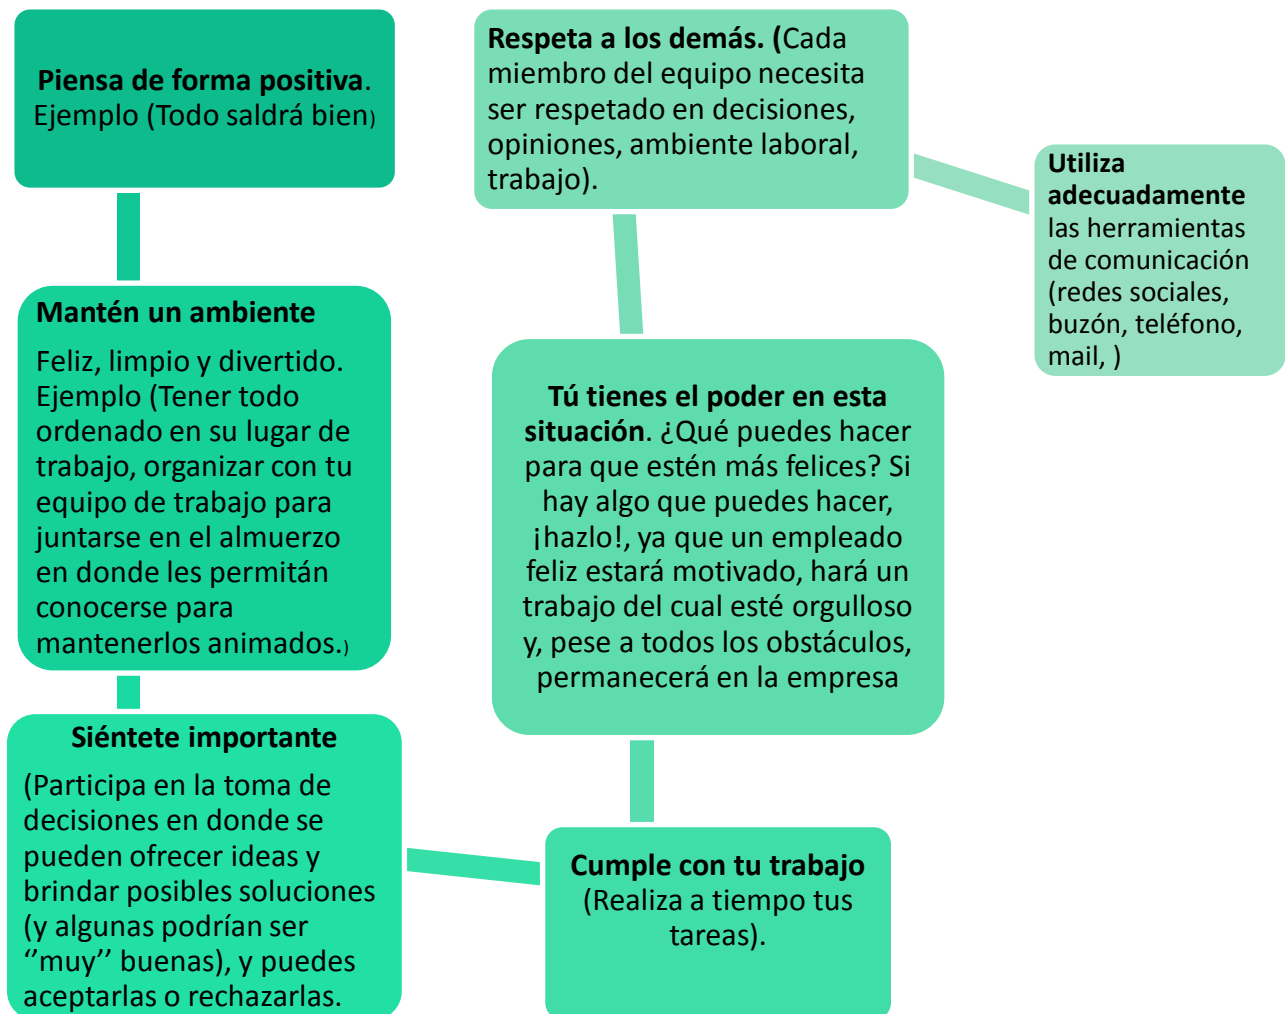 Piensa de forma positiva.
Ejemplo (Todo saldrá bien)
Mantén un ambiente
Feliz, limpio y divertido.
Ejemplo (Tener todo
ordenado en su lugar de
trabajo, organizar con tu
equipo de trabajo para
juntarse en el almuerzo
en donde les permitán
conocerse para
mantenerlos animados.)
Siéntete importante
(Participa en la toma de
decisiones en donde se
pueden ofrecer ideas y
brindar posibles soluciones
(y algunas podrían ser
‘’muy’’ buenas), y puedes
aceptarlas o rechazarlas.
Cumple con tu trabajo
(Realiza a tiempo tus
tareas).
Tú tienes el poder en esta
situación. ¿Qué puedes hacer
para que estén más felices? Si
hay algo que puedes hacer,
¡hazlo!, ya que un empleado
feliz estará motivado, hará un
trabajo del cual esté orgulloso
y, pese a todos los obstáculos,
permanecerá en la empresa
Respeta a los demás. (Cada
miembro del equipo necesita
ser respetado en decisiones,
opiniones, ambiente laboral,
trabajo).
Utiliza
adecuadamente
las herramientas
de comunicación
(redes sociales,
buzón, teléfono,
mail, )